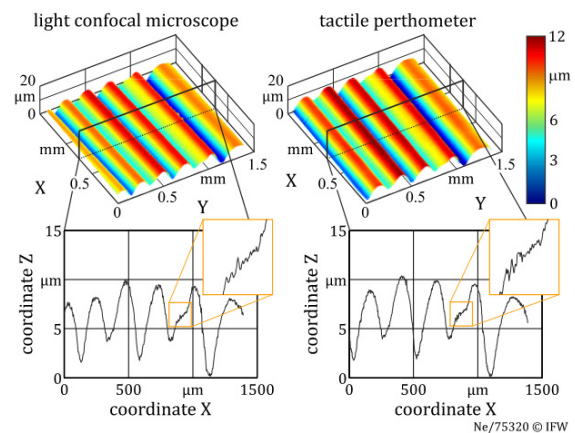 light confocal microscope
tactile perthometer
20
μm
0
mm
X
0.5
0
0.5
mm
1.5
Y
20
μm
0
mm
X
0.5
0
0.5
mm
1.5
Y
12
μm
9
6
3
0
15
μm
5
0
coordinate Z
0
500
μm
1500
coordinate X
15
μm
5
0
coordinate Z
0
500
μm
1500
coordinate X
Ne/75320 © IFW